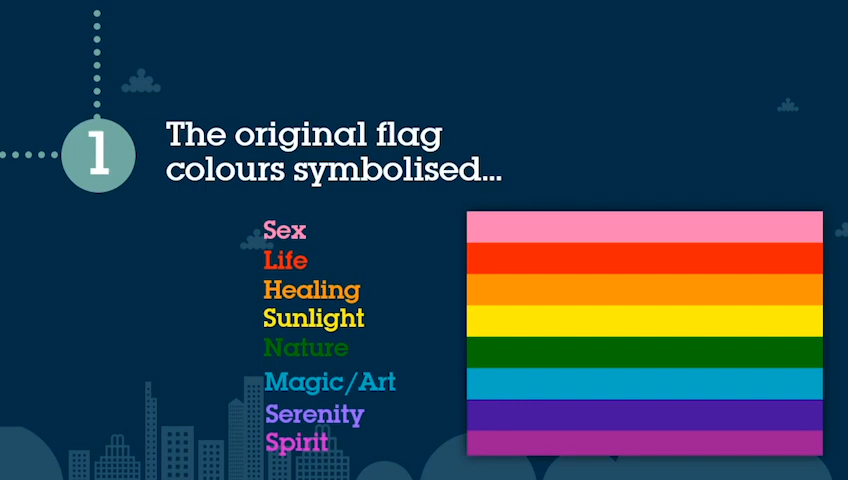 1
The original flag
colours symbolised...
Sex
Life
Healing
Sunlight
Nature
Magic/Art
Serenity
Spirit